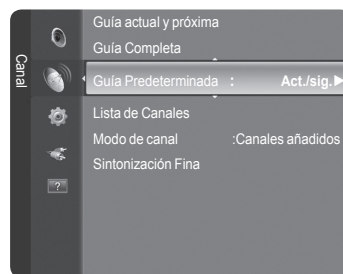 Canal
Guía actual y próxima
Guía Completa
Guía Predeterminada : Act./sig.▶
Lista de Canales
Modo de canal :Canales añadidos
Sintonización Fina
?